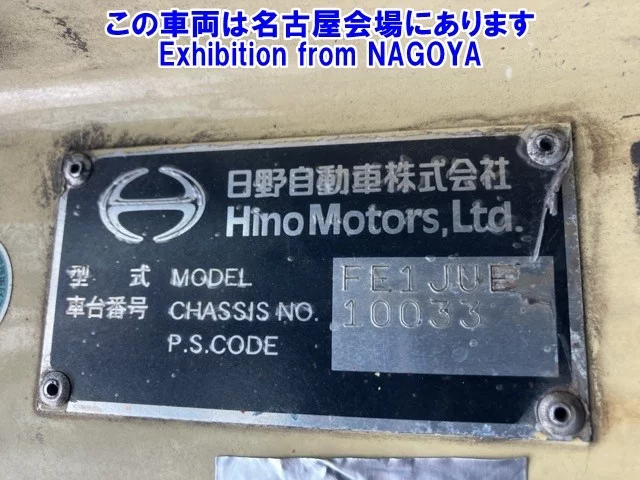 この車両は名古屋会場にあります
Exhibition from NAGOYA
日野自動車株式会社
Hino Motors, Ltd.
型 式 MODEL FE1JUE
車台番号 CHASSIS NO. 10033
P.S.CODE